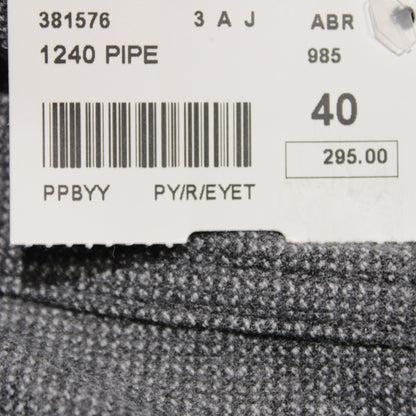 381576 3 A J ABR
1240 PIPE 985
40
295.00
PPBYY PY/R/EYET